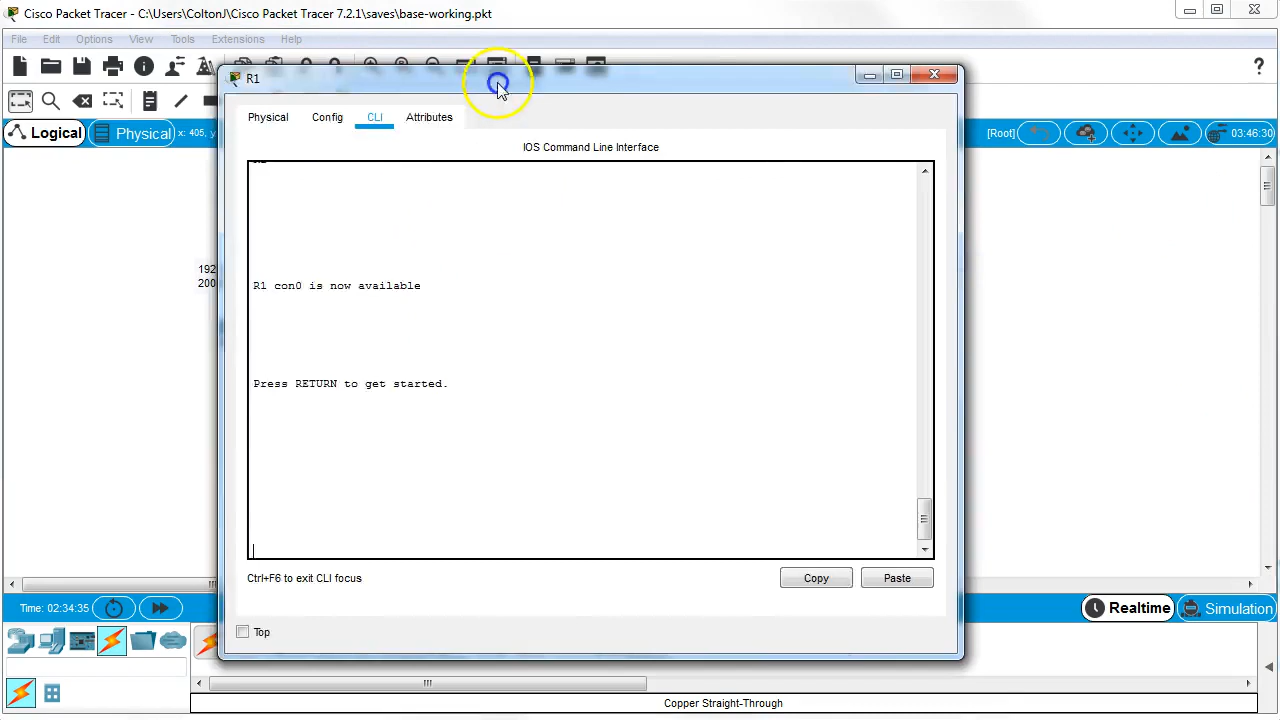 Cisco Packet Tracer - C:\Users\ColtonJ\Cisco Packet Tracer 7.2.1\saves\base-working.pkt
File Edit Options View Tools Extensions Help
?
R1
Logical Physical x: 405, y [Root] 03:46:30
Physical Config CLI Attributes
IOS Command Line Interface
192
200
R1 con0 is now available
Press RETURN to get started.
Ctrl+F6 to exit CLI focus Copy Paste
Time: 02:34:35 Realtime Simulation
Top
Copper Straight-Through